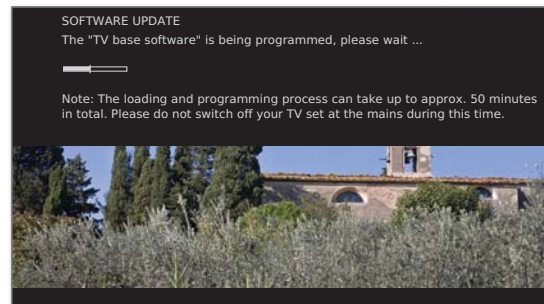 SOFTWARE UPDATE
The "TV base software" is being programmed, please wait ...
Note: The loading and programming process can take up to approx. 50 minutes
in total. Please do not switch off your TV set at the mains during this time.